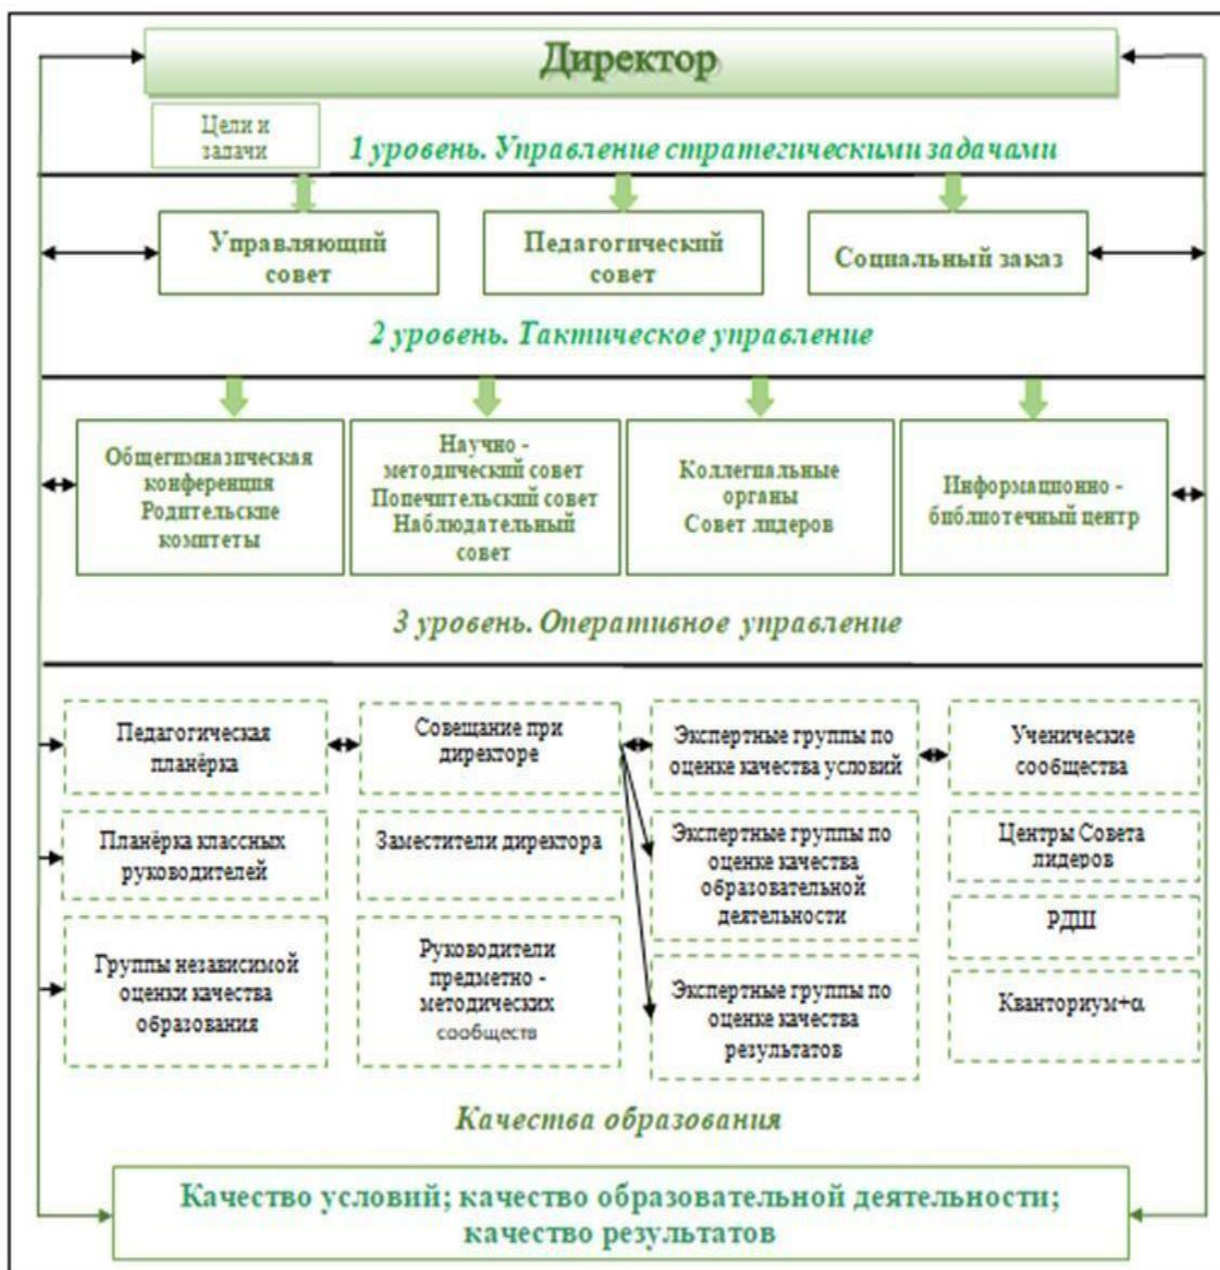 Директор
Цели и
задачи
1 уровень. Управление стратегическими задачами
Управляющий
совет
Педагогический
совет
Социальный заказ
2 уровень. Тактическое управление
Общегимназическая
конференция
Родительские
комитеты
Научно -
методический совет
Попечительский совет
Наблюдательный
совет
Коллегиальные
органы
Совет лидеров
Информационно -
библиотечный центр
3 уровень. Оперативное управление
Педагогическая
планёрка
Совещание при
директоре
Экспертные группы по
оценке качества условий
Ученические
сообщества
Планёрка классных
руководителей
Заместители директора
Экспертные группы по
оценке качества
образовательной
деятельности
Центры Совета
лидеров
РДШ
Группы независимой
оценки качества
образования
Руководители
предметно -
методических
сообществ
Экспертные группы по
оценке качества
результатов
Кванториум+α
Качества образования
Качество условий; качество образовательной деятельности;
качество результатов